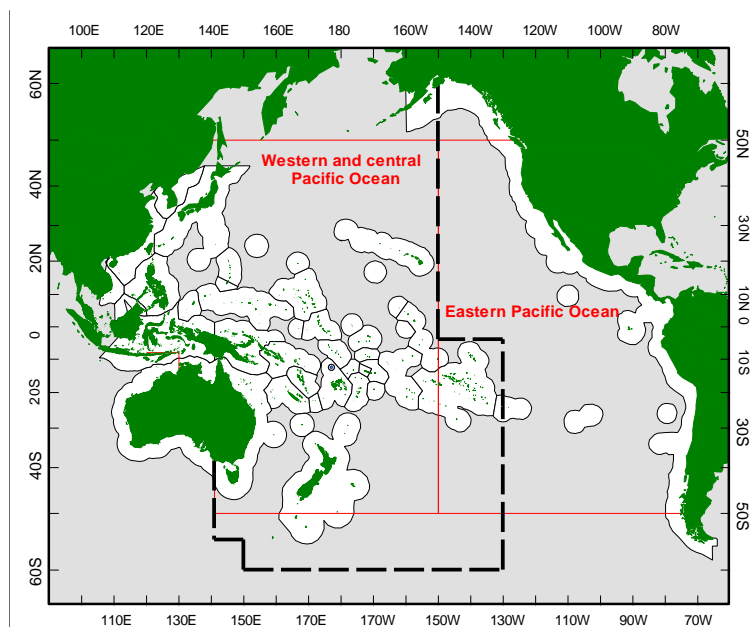 100E 120E 140E 160E 180 160W 140W 120W 100W 80W
60N
50N
Western and central
Pacific Ocean
40N
30N
20N
Eastern Pacific Ocean
10N
0
0
10S
20S
30S
40S
50S
60S
110E 130E 150E 170E 170W 150W 130W 110W 90W 70W